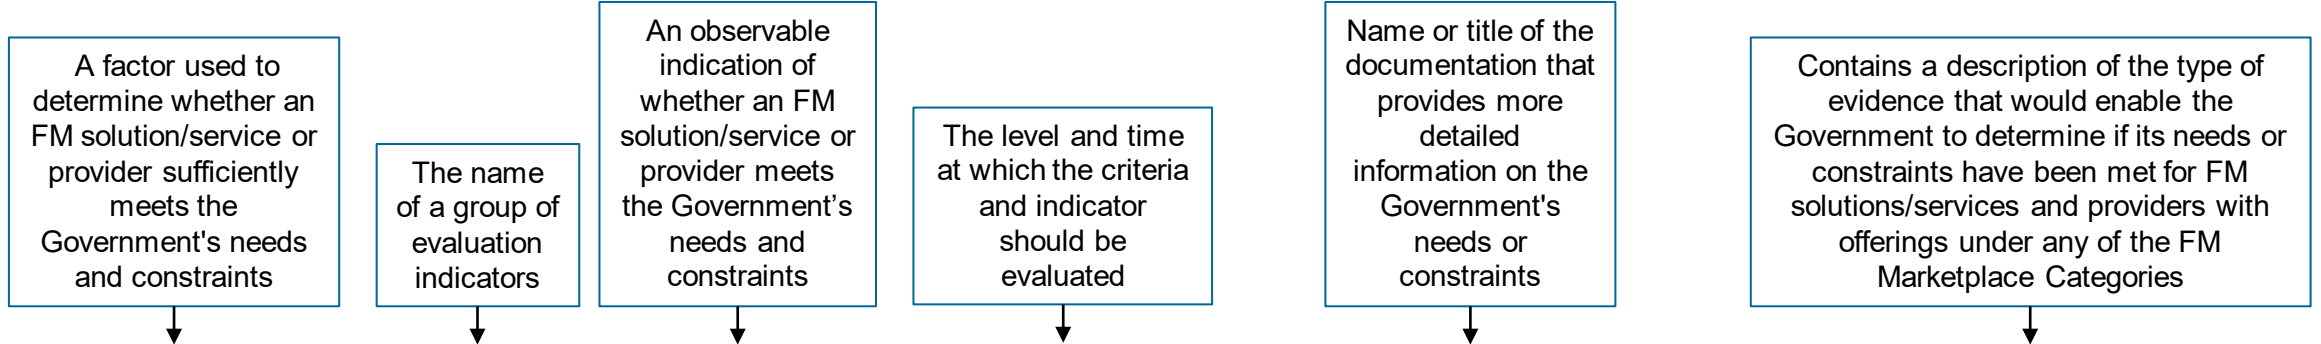 A factor used to
determine whether an
FM solution/service or
provider sufficiently
meets the
Government's needs
and constraints
The name
of a group of
evaluation
indicators
An observable
indication of
whether an FM
solution/service or
provider meets
the Government’s
needs and
constraints
The level and time
at which the criteria
and indicator
should be
evaluated
Name or title of the
documentation that
provides more
detailed
information on the
Government's
needs or
constraints
Contains a description of the type of
evidence that would enable the
Government to determine if its needs or
constraints have been met for FM
solutions/services and providers with
offerings under any of the FM
Marketplace Categories